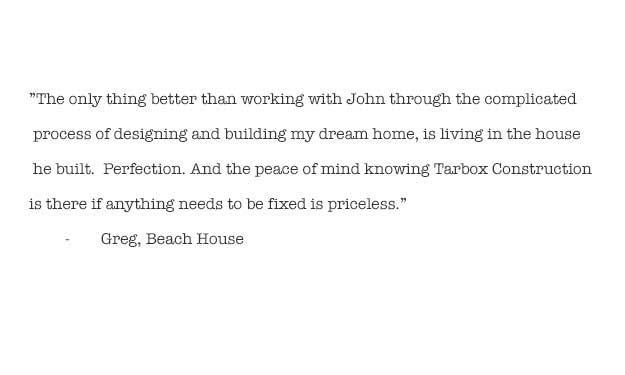 ”The only thing better than working with John through the complicated
process of designing and building my dream home, is living in the house
he built.  Perfection. And the peace of mind knowing Tarbox Construction
is there if anything needs to be fixed is priceless.”
- Greg, Beach House